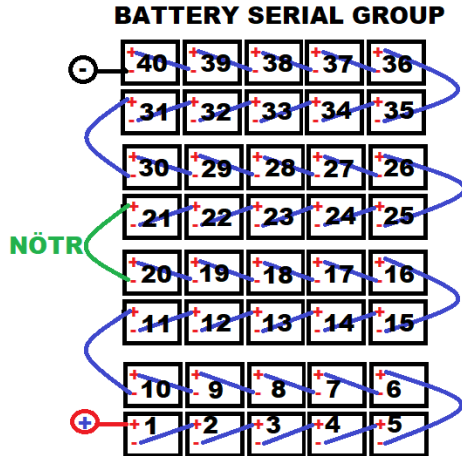 BATTERY SERIAL GROUP
- + - 40 + - 39 + - 38 + - 37 + - 36
+ - 31 + - 32 + - 33 + - 34 + - 35
+ - 30 + - 29 + - 28 + - 27 + - 26
+ - 21 + - 22 + - 23 + - 24 + - 25
NÖTR
+ - 20 + - 19 + - 18 + - 17 + - 16
+ - 11 + - 12 + - 13 + - 14 + - 15
+ - 10 + - 9 + - 8 + - 7 + - 6
+ + - 1 + - 2 + - 3 + - 4 + - 5